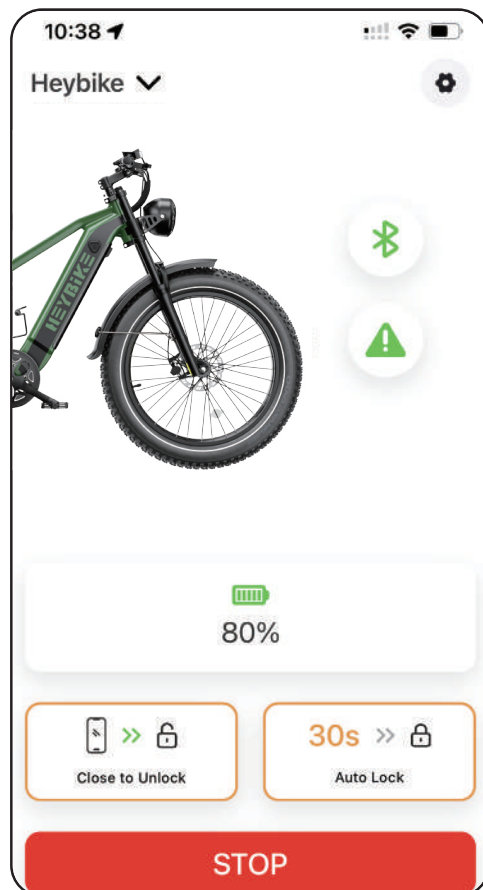 10:38
Heybike
HEYBIKE
80%
30s
Close to Unlock
Auto Lock
STOP